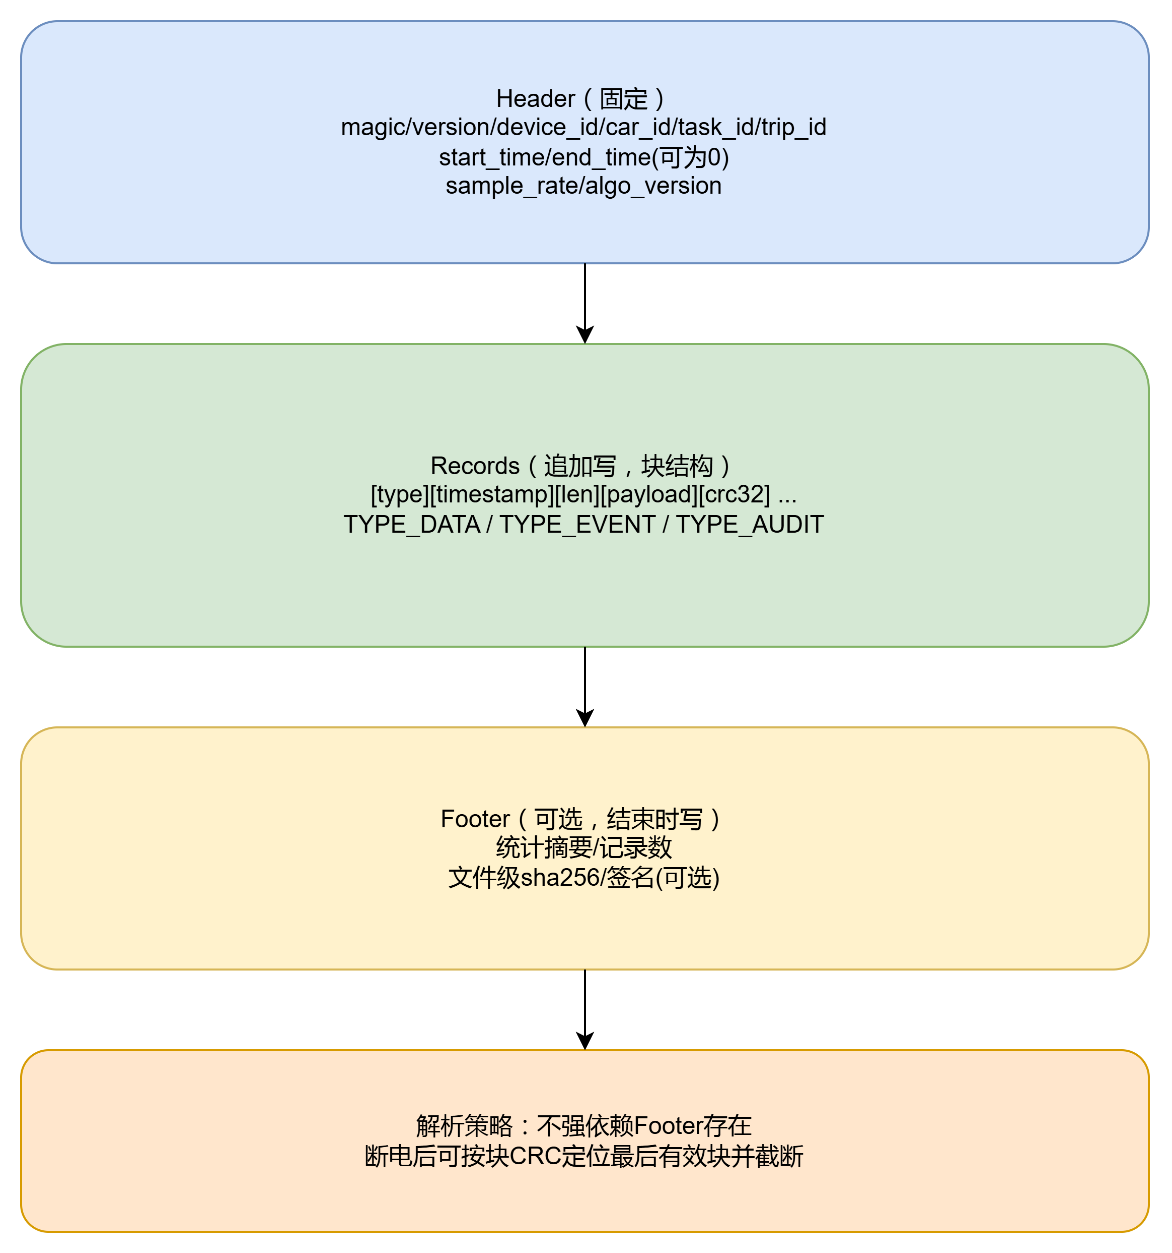 Header（固定）
magic/version/device_id/car_id/task_id/trip_id
start_time/end_time(可为0)
sample_rate/algo_version
Records（追加写，块结构）
[type][timestamp][len][payload][crc32] ...
TYPE_DATA / TYPE_EVENT / TYPE_AUDIT
Footer（可选，结束时写）
统计摘要/记录数
文件级sha256/签名(可选)
解析策略：不强依赖Footer存在
断电后可按块CRC定位最后有效块并截断